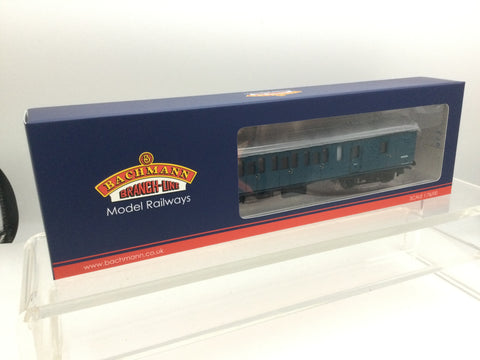 BACHMANN
BRANCH-LINE
Model Railways
www.bachmann.co.uk
SCALE 1:76/00